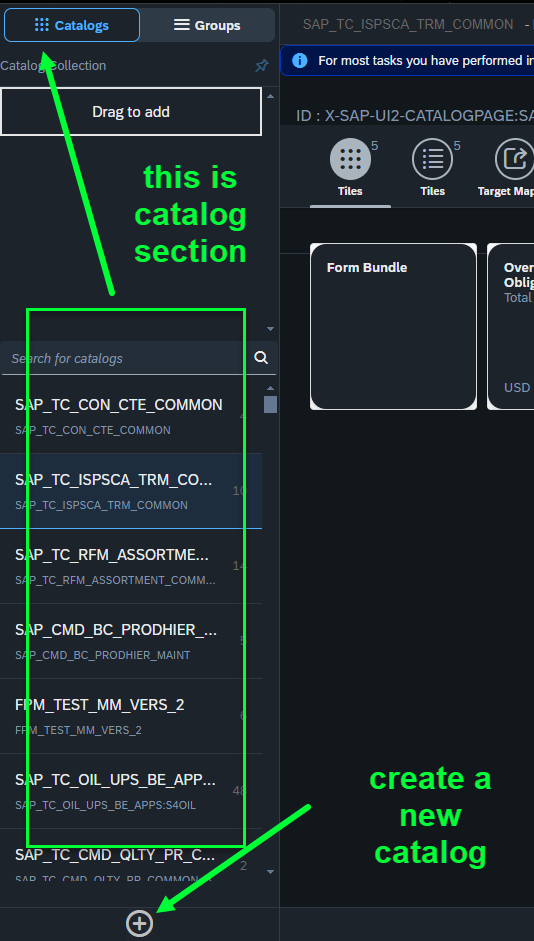 Catalogs
Groups
SAP_TC_ISPSCA_TRM_COMMON -
Catalog Collection
For most tasks you have performed in
Drag to add
ID : X-SAP-UI2-CATALOGPAGE:SA
5
5
Tiles
Tiles
Target Map
this is
catalog
section
Form Bundle
Over
Oblig
Total
USD
Search for catalogs
SAP_TC_CON_CTE_COMMON
4
SAP_TC_CON_CTE_COMMON
SAP_TC_ISPSCA_TRM_CO...
10
SAP_TC_ISPSCA_TRM_COMMON
SAP_TC_RFM_ASSORTME...
14
SAP_TC_RFM_ASSORTMENT_COMM...
SAP_CMD_BC_PRODHIER_...
5
SAP_CMD_BC_PRODHIER_MAINT
FPM_TEST_MM_VERS_2
6
FPM_TEST_MM_VERS_2
SAP_TC_OIL_UPS_BE_APP...
48
SAP_TC_OIL_UPS_BE_APPS:S4OIL
create a
new
catalog
SAP_TC_CMD_QLTY_PR_C...
2
SAP_TC_CMD_QLTY_PR_COMMON